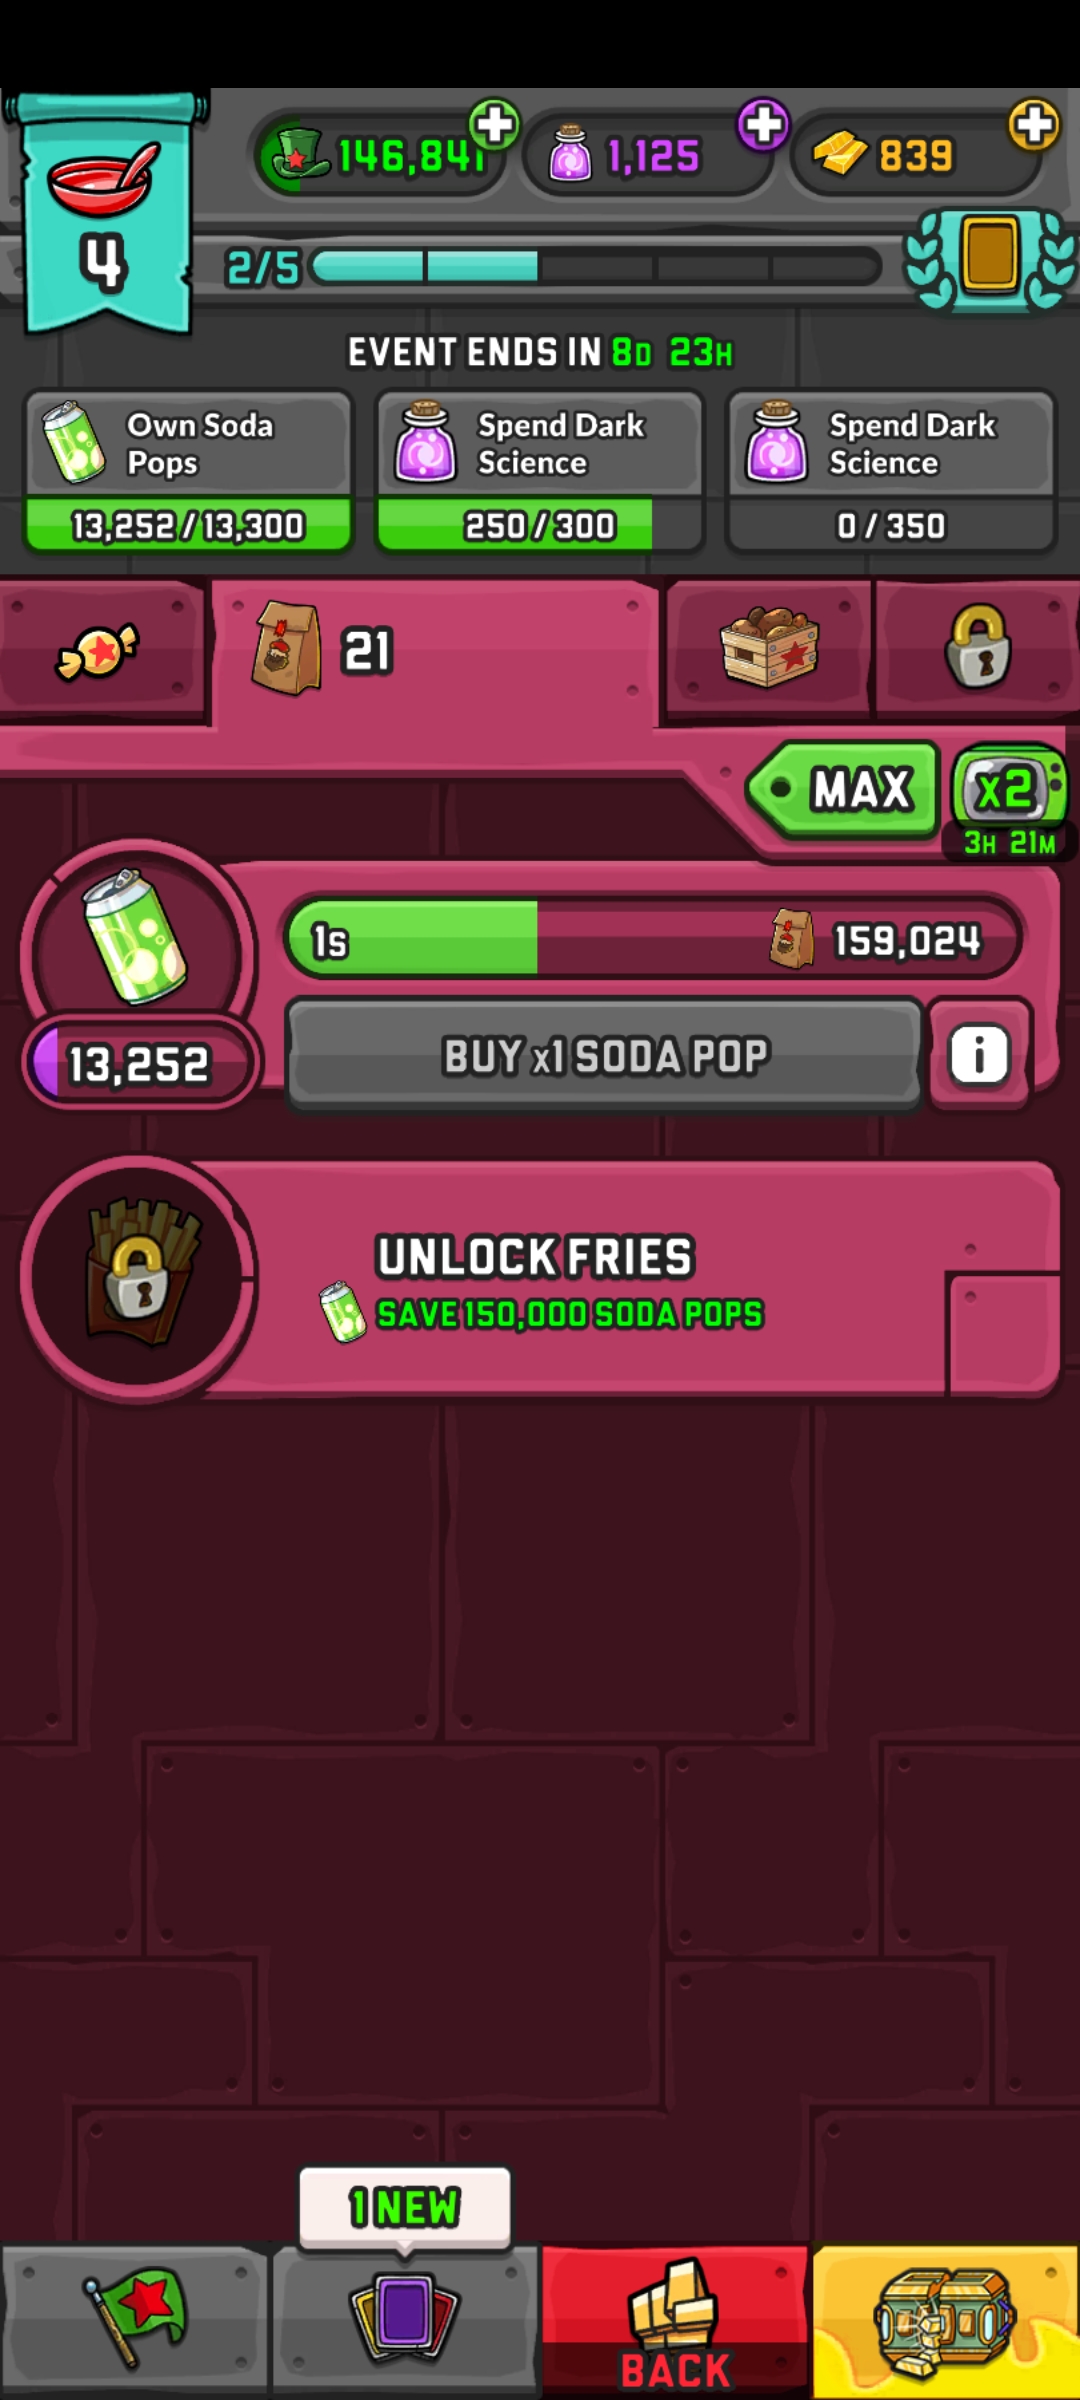 146,841
1,125
839
4
2/5
EVENT ENDS IN 8D 23H
Own Soda
Pops
13,252 / 13,300
Spend Dark
Science
250 / 300
Spend Dark
Science
0 / 350
21
MAX
x2
3H 21M
1s
159,024
13,252
BUY x1 SODA POP
i
UNLOCK FRIES
SAVE 150,000 SODA POPS
1 NEW
BACK